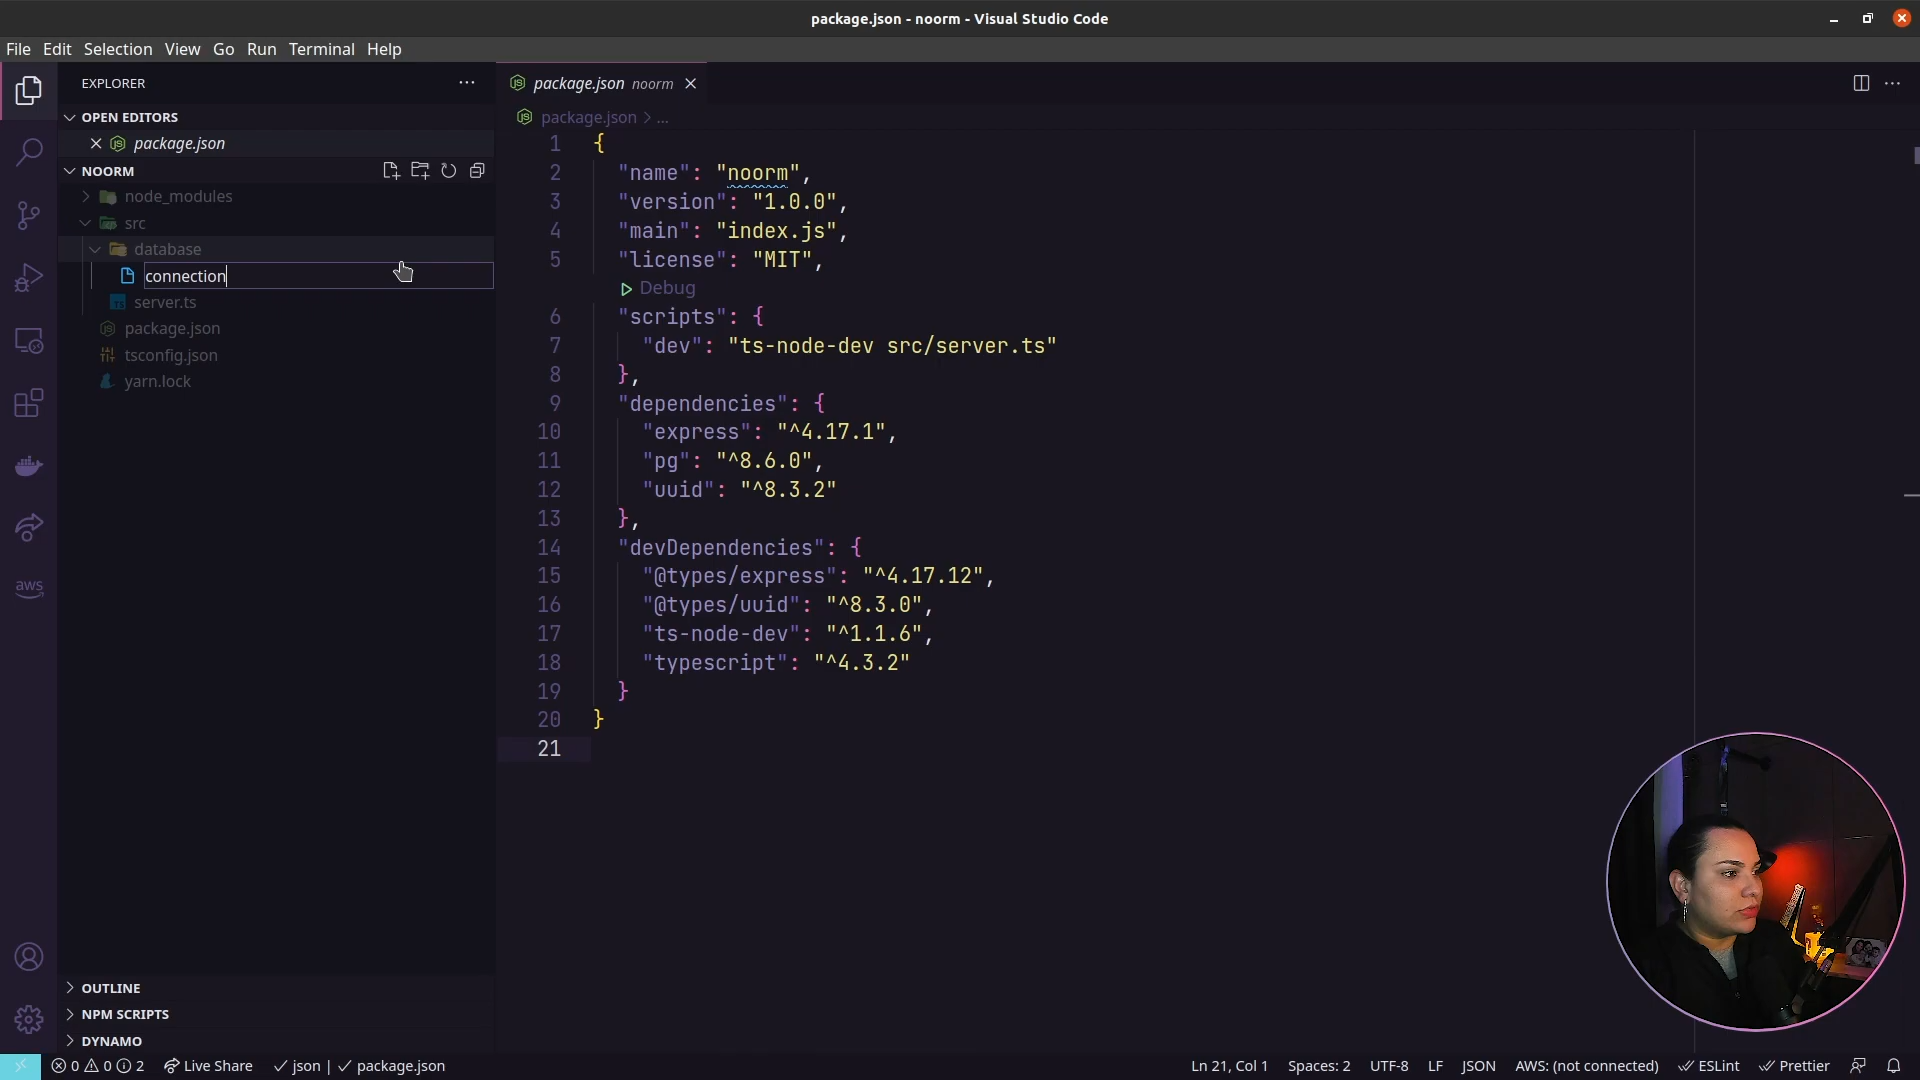 package.json - noorm - Visual Studio Code
File Edit Selection View Go Run Terminal Help
EXPLORER
OPEN EDITORS
package.json
NOORM
node_modules
src
database
connection
server.ts
package.json
tsconfig.json
yarn.lock
aws
OUTLINE
NPM SCRIPTS
DYNAMO
package.json noorm
package.json > ...
1 {
2 "name": "noorm",
3 "version": "1.0.0",
4 "main": "index.js",
5 "license": "MIT",
Debug
6 "scripts": {
7 "dev": "ts-node-dev src/server.ts"
8 },
9 "dependencies": {
10 "express": "^4.17.1",
11 "pg": "^8.6.0",
12 "uuid": "^8.3.2"
13 },
14 "devDependencies": {
15 "@types/express": "^4.17.12",
16 "@types/uuid": "^8.3.0",
17 "ts-node-dev": "^1.1.6",
18 "typescript": "^4.3.2"
19 }
20 }
21
0 0 2 Live Share json | package.json Ln 21, Col 1 Spaces: 2 UTF-8 LF JSON AWS: (not connected) ESLint Prettier